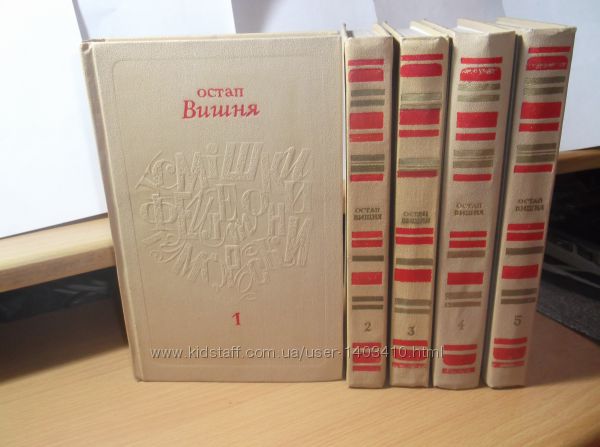 остап
Вишня
усмішки
фейлетони
гуморески
1
остап
вишня
2
остап
вишня
3
остап
вишня
4
остап
вишня
5
www.kidstaff.com.ua/user-1403410.html